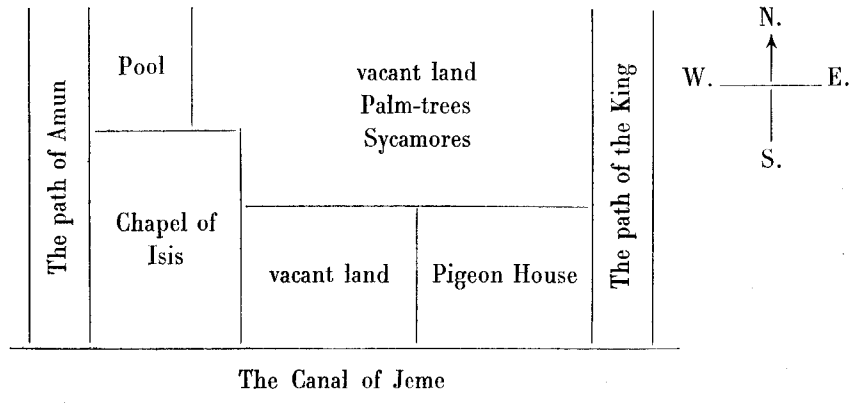 N.
W.
E.
S.
Pool
vacant land
Palm-trees
Sycamores
The path of Amun
The path of the King
Chapel of
Isis
vacant land
Pigeon House
The Canal of Jeme